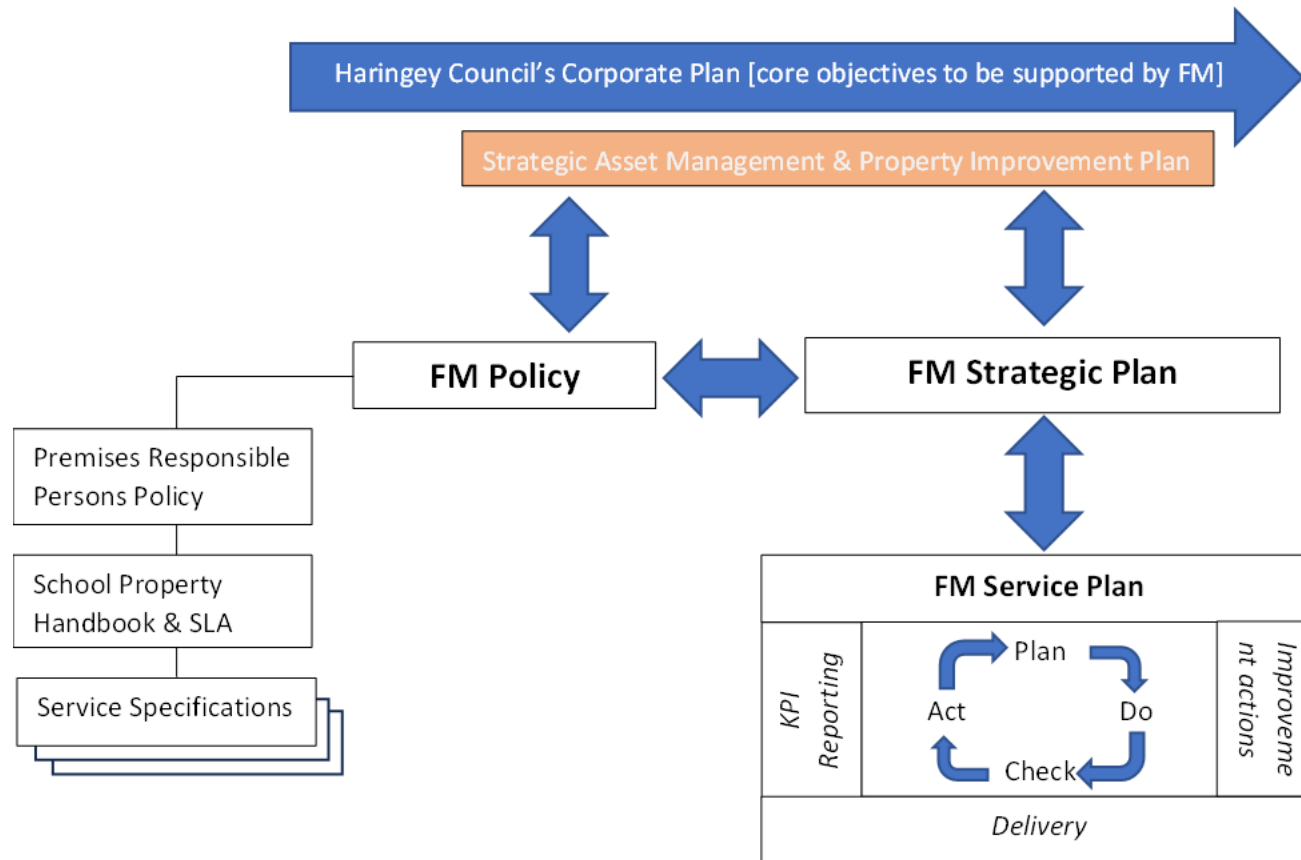 Haringey Council’s Corporate Plan [core objectives to be supported by FM]
Strategic Asset Management & Property Improvement Plan
FM Policy
FM Strategic Plan
Premises Responsible
Persons Policy
School Property
Handbook & SLA
Service Specifications
FM Service Plan
KPI
Reporting
Plan
Do
Check
Act
Improveme
nt actions
Delivery